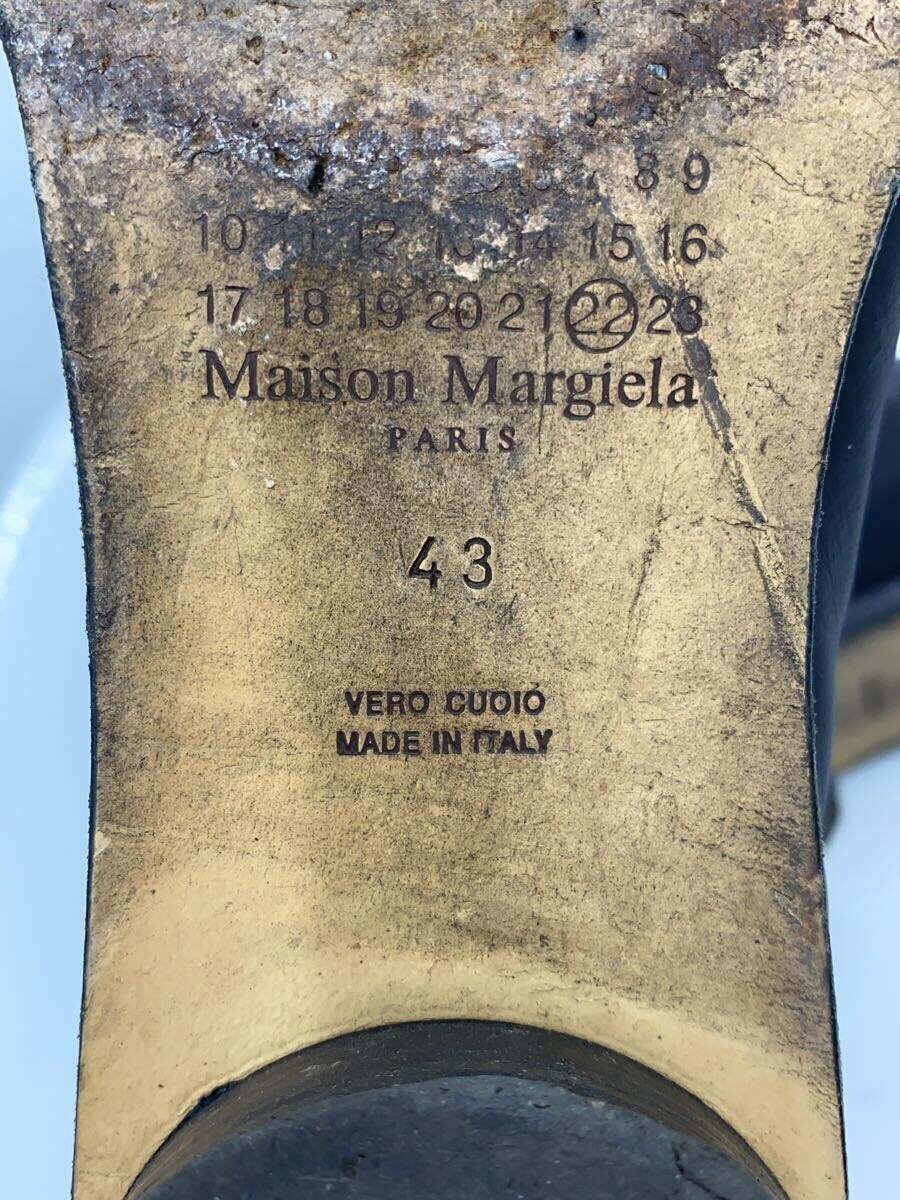 8 9
10 11 12 13 14 15 16
17 18 19 20 21 22 23
Maison Margiela
PARIS
43
VERO CUOIO
MADE IN ITALY